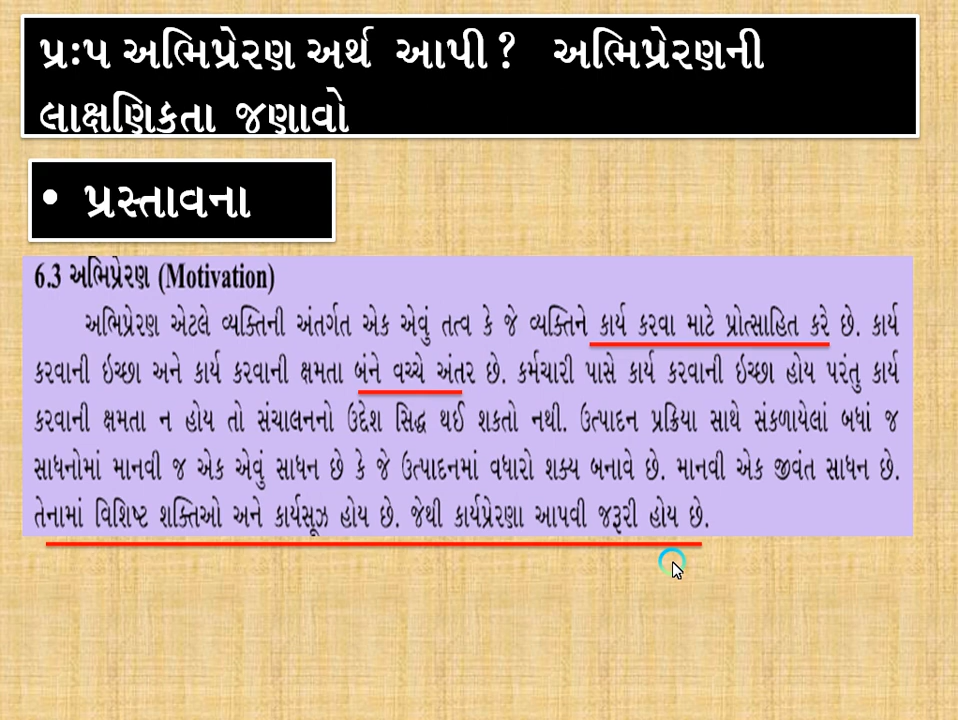 પ્રઃ૫ અભિપ્રેરણ અર્થ આપી ? અભિપ્રેરણની
લાક્ષણિકતા જણાવો
• પ્રસ્તાવના
6.3 અભિપ્રેરણ (Motivation)
અભિપ્રેરણ એટલે વ્યક્તિની અંતર્ગત એક એવું તત્વ કે જે વ્યક્તિને કાર્ય કરવા માટે પ્રોત્સાહિત કરે છે. કાર્ય
કરવાની ઇચ્છા અને કાર્ય કરવાની ક્ષમતા બંને વચ્ચે અંતર છે. કર્મચારી પાસે કાર્ય કરવાની ઇચ્છા હોય પરંતુ કાર્ય
કરવાની ક્ષમતા ન હોય તો સંચાલનનો ઉદ્દેશ સિદ્ધ થઈ શકતો નથી. ઉત્પાદન પ્રક્રિયા સાથે સંકળાયેલાં બધાં જ
સાધનોમાં માનવી જ એક એવું સાધન છે કે જે ઉત્પાદનમાં વધારો શક્ય બનાવે છે. માનવી એક જીવંત સાધન છે.
તેનામાં વિશિષ્ટ શક્તિઓ અને કાર્યસૂઝ હોય છે. જેથી કાર્યપ્રેરણા આપવી જરૂરી હોય છે.